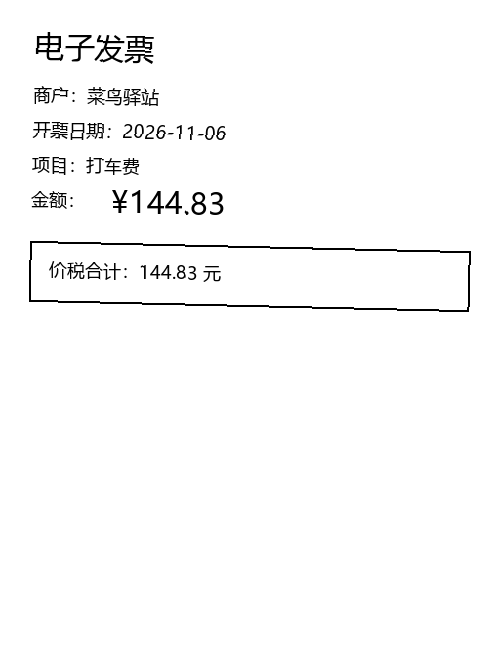 电子发票
商户：菜鸟驿站
开票日期：2026-11-06
项目：打车费
金额： ¥144.83
价税合计：144.83 元